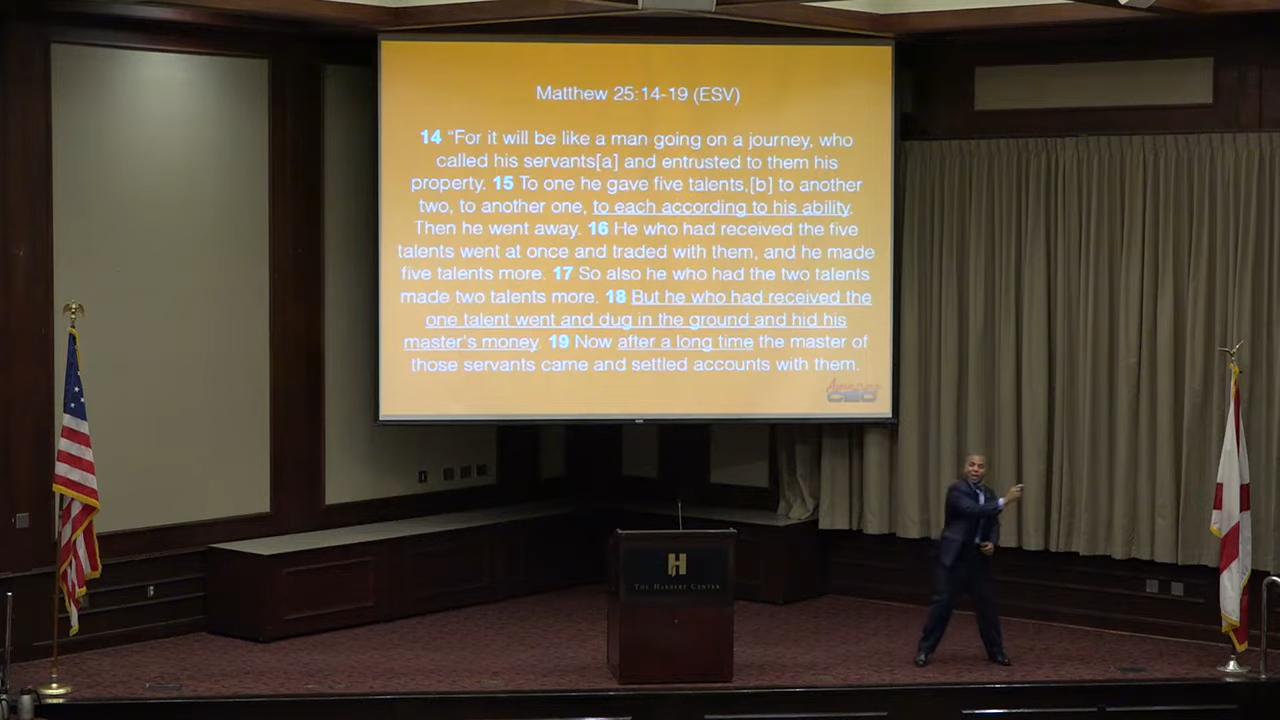 Matthew 25:14-19 (ESV)
14 “For it will be like a man going on a journey, who
called his servants[a] and entrusted to them his
property. 15 To one he gave five talents,[b] to another
two, to another one, to each according to his ability.
Then he went away. 16 He who had received the five
talents went at once and traded with them, and he made
five talents more. 17 So also he who had the two talents
made two talents more. 18 But he who had received the
one talent went and dug in the ground and hid his
master's money. 19 Now after a long time the master of
those servants came and settled accounts with them.
CEO
H
THE HARBERT CENTER